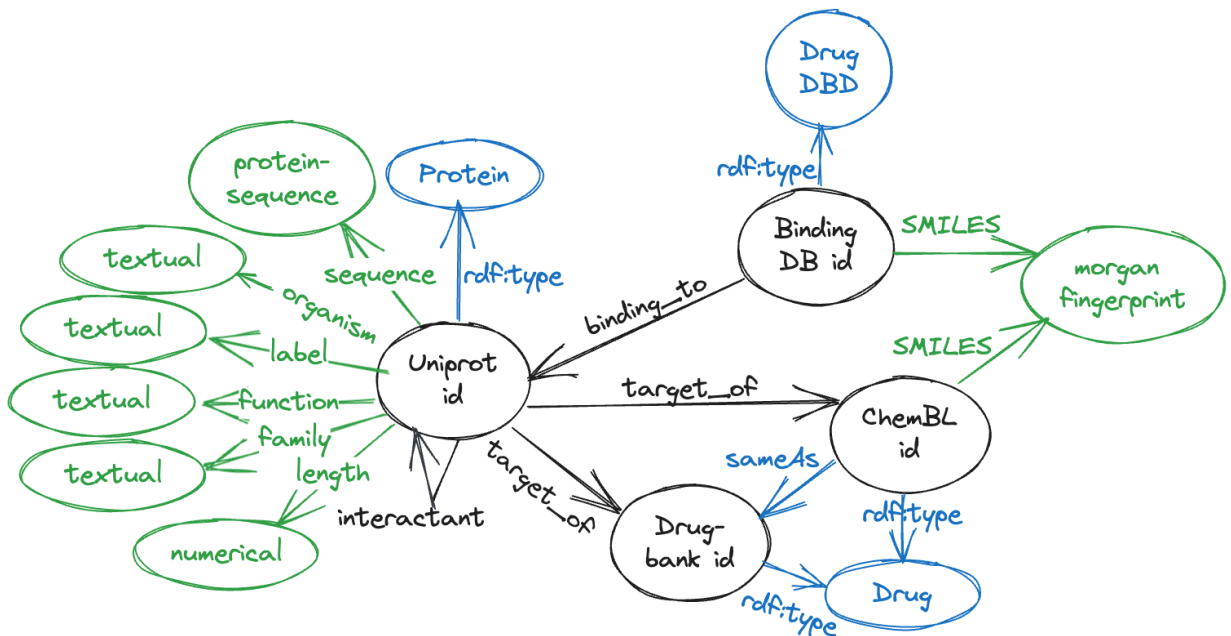 Drug
DBD
rdf:type
protein-
sequence
Protein
Binding
DB id
SMILES
textual
sequence
rdf:type
morgan
fingerprint
organism
binding_to
textual
label
SMILES
Uniprot
id
textual
function
target_of
ChemBL
id
family
textual
length
target_of
sameAs
interactant
rdf:type
numerical
Drug-
bank id
rdf:type
Drug